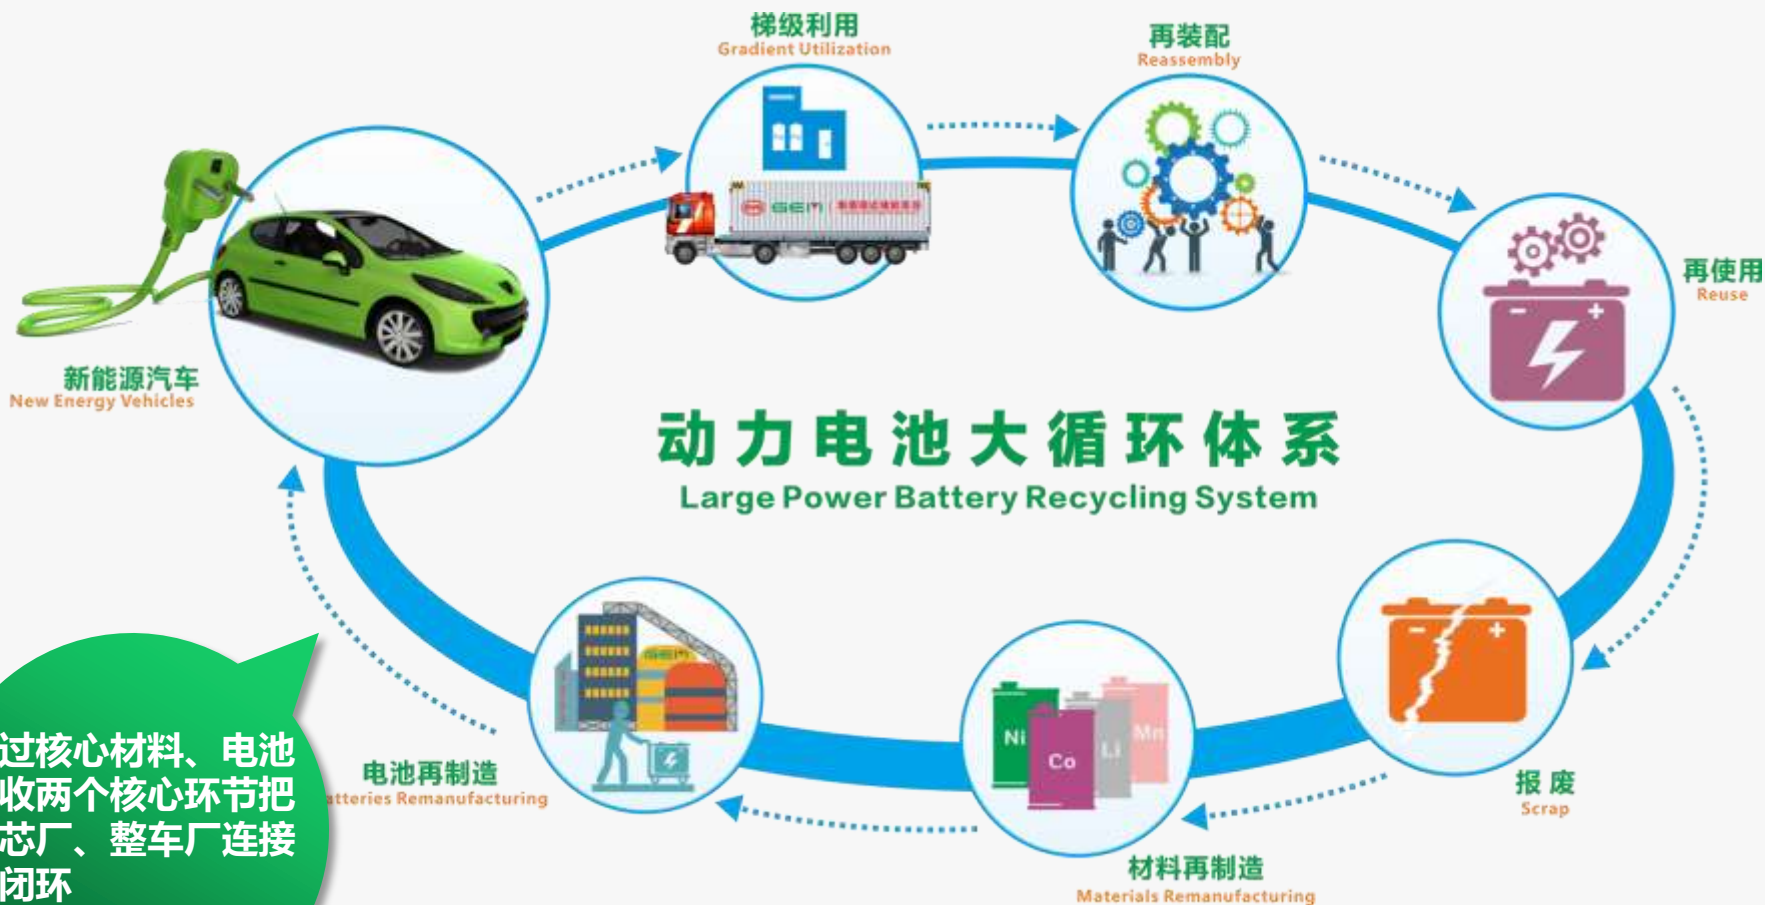 梯级利用
Gradient Utilization
再装配
Reassembly
GEM
再使用
Reuse
- +
新能源汽车
New Energy Vehicles
动力电池大循环体系
Large Power Battery Recycling System
- +
报废
Scrap
Ni
Co
Li
Mn
材料再制造
Materials Remanufacturing
GEM
电池再制造
atteries Remanufacturing
过核心材料、电池
收两个核心环节把
芯厂、整车厂连接
闭环